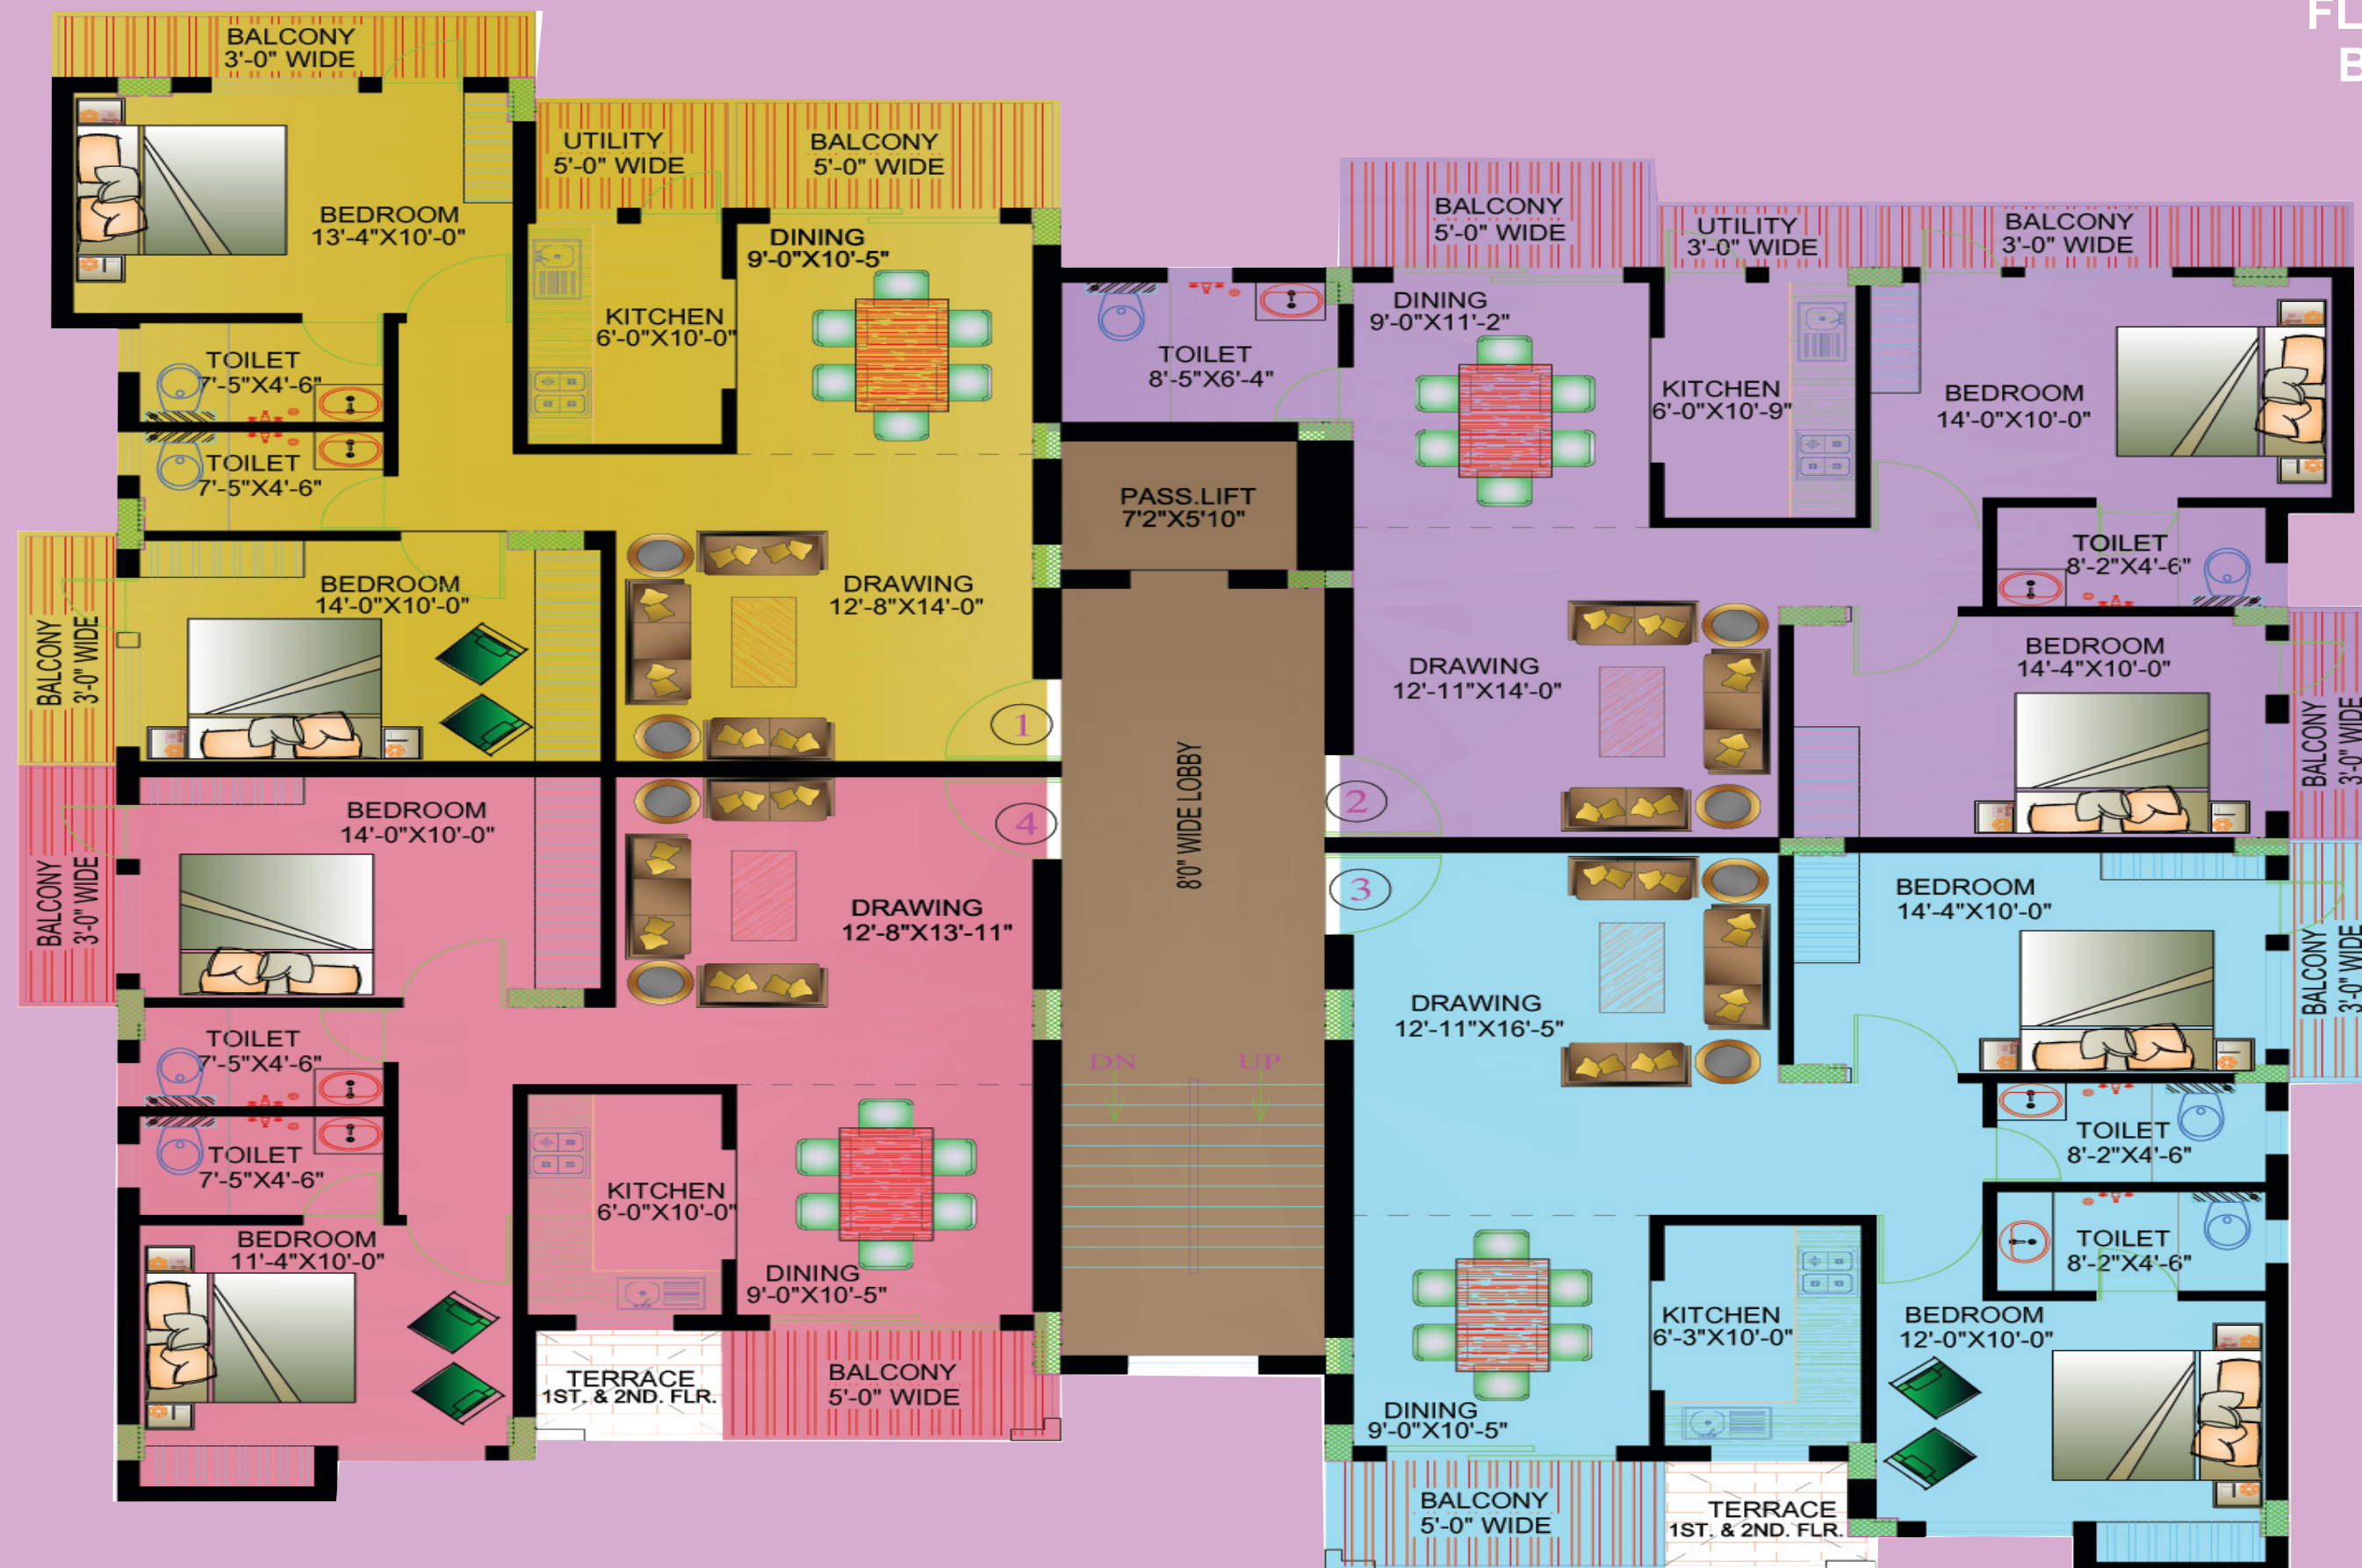 FL
B
BALCONY
3'-0" WIDE
BEDROOM
13'-4"X10'-0"
UTILITY
5'-0" WIDE
BALCONY
5'-0" WIDE
DINING
9'-0"X10'-5"
KITCHEN
6'-0"X10'-0"
TOILET
7'-5"X4'-6"
TOILET
7'-5"X4'-6"
BEDROOM
14'-0"X10'-0"
BALCONY
3'-0" WIDE
DRAWING
12'-8"X14'-0"
1
BALCONY
5'-0" WIDE
UTILITY
3'-0" WIDE
BALCONY
3'-0" WIDE
TOILET
8'-5"X6'-4"
DINING
9'-0"X11'-2"
KITCHEN
6'-0"X10'-9"
BEDROOM
14'-0"X10'-0"
PASS.LIFT
7'2"X5'10"
TOILET
8'-2"X4'-6"
DRAWING
12'-11"X14'-0"
BEDROOM
14'-4"X10'-0"
BALCONY
3'-0" WIDE
2
8'0" WIDE LOBBY
DN
UP
BEDROOM
14'-0"X10'-0"
BALCONY
3'-0" WIDE
4
DRAWING
12'-8"X13'-11"
TOILET
7'-5"X4'-6"
TOILET
7'-5"X4'-6"
KITCHEN
6'-0"X10'-0"
DINING
9'-0"X10'-5"
BEDROOM
11'-4"X10'-0"
TERRACE
1ST. & 2ND. FLR.
BALCONY
5'-0" WIDE
3
BEDROOM
14'-4"X10'-0"
BALCONY
3'-0" WIDE
DRAWING
12'-11"X16'-5"
TOILET
8'-2"X4'-6"
TOILET
8'-2"X4'-6"
KITCHEN
6'-3"X10'-0"
BEDROOM
12'-0"X10'-0"
DINING
9'-0"X10'-5"
BALCONY
5'-0" WIDE
TERRACE
1ST. & 2ND. FLR.